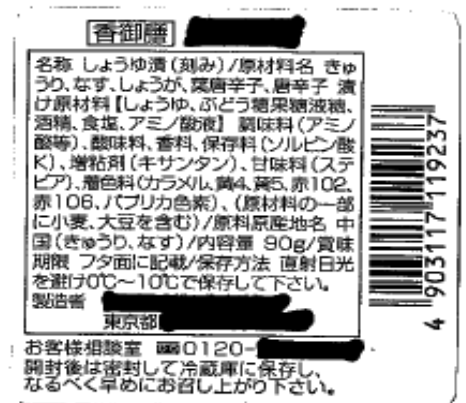 香御膳
名称 しょうゆ漬(刻み)/原材料名 きゅ
うり、なす、しょうが、葉唐辛子、唐辛子 漬
け原材料【しょうゆ、ぶどう糖果糖液糖、
酒精、食塩、アミノ酸液】 調味料(アミノ
酸等)、酸味料、香料、保存料(ソルビン酸
K)、増粘剤(キサンタン)、甘味料(ステ
ビア)、着色料(カラメル、黄4、黄5、赤102、
赤106、パプリカ色素)、(原材料の一部
に小麦、大豆を含む)/原料原産地名 中
国(きゅうり、なす)/内容量 90g/賞味
期限 フタ面に記載/保存方法 直射日光
を避け0℃〜10℃で保存して下さい。
製造者
東京都
お客様相談室 0120-
開封後は密封して冷蔵庫に保存し、
なるべく早めにお召し上がり下さい。
4 903117 119237